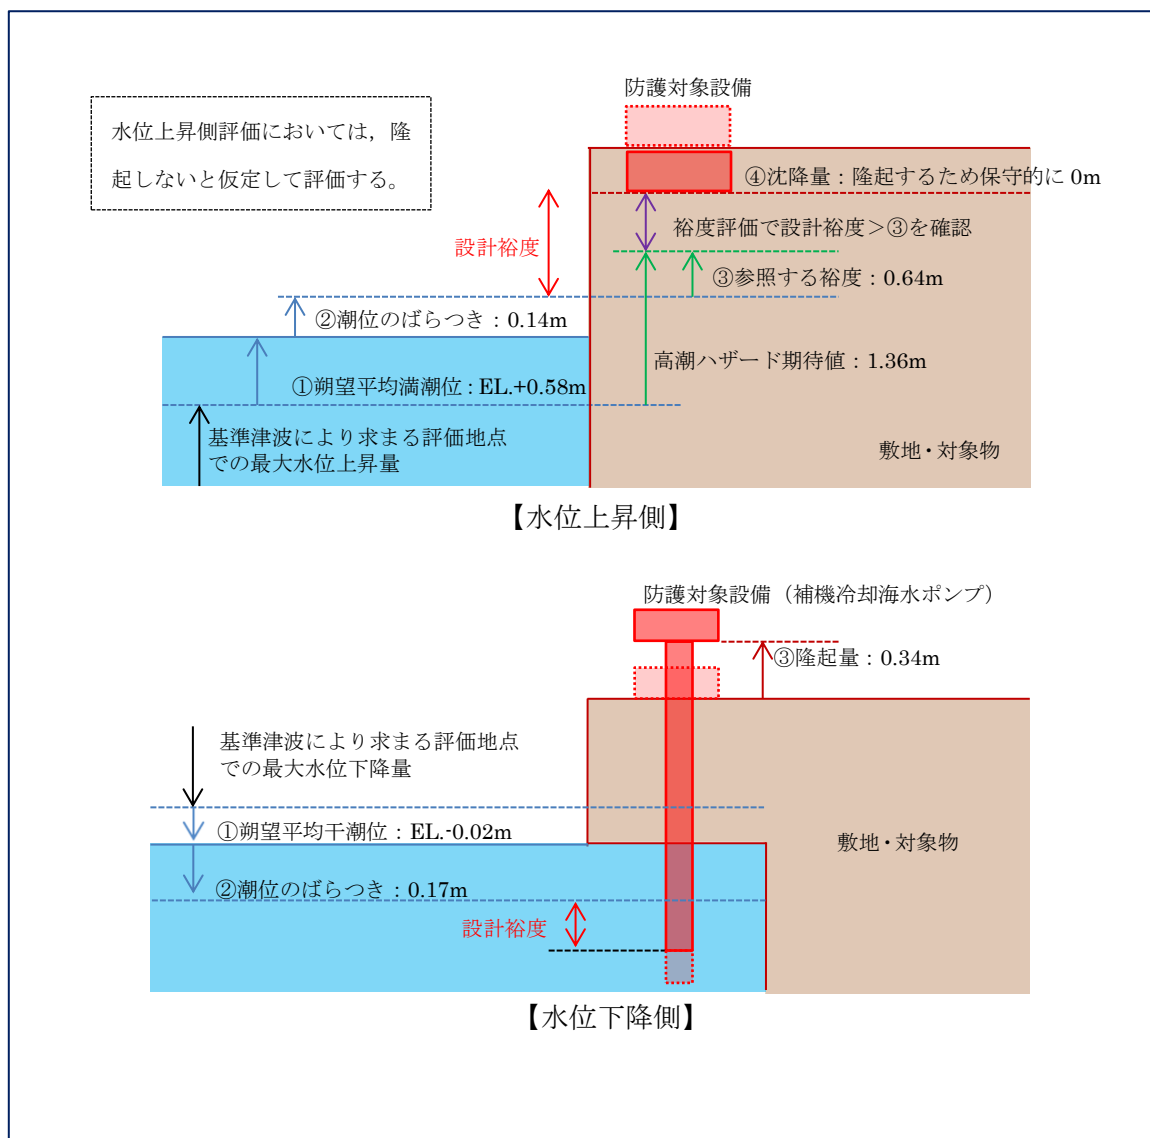 防護対象設備
水位上昇側評価においては，隆
起しないと仮定して評価する。
④沈降量：隆起するため保守的に 0m
裕度評価で設計裕度＞③を確認
設計裕度
③参照する裕度：0.64m
②潮位のばらつき：0.14m
高潮ハザード期待値：1.36m
①朔望平均満潮位：EL.+0.58m
基準津波により求まる評価地点
での最大水位上昇量
敷地・対象物
【水位上昇側】
防護対象設備（補機冷却海水ポンプ）
③隆起量：0.34m
基準津波により求まる評価地点
での最大水位下降量
①朔望平均干潮位：EL.-0.02m
敷地・対象物
②潮位のばらつき：0.17m
設計裕度
【水位下降側】